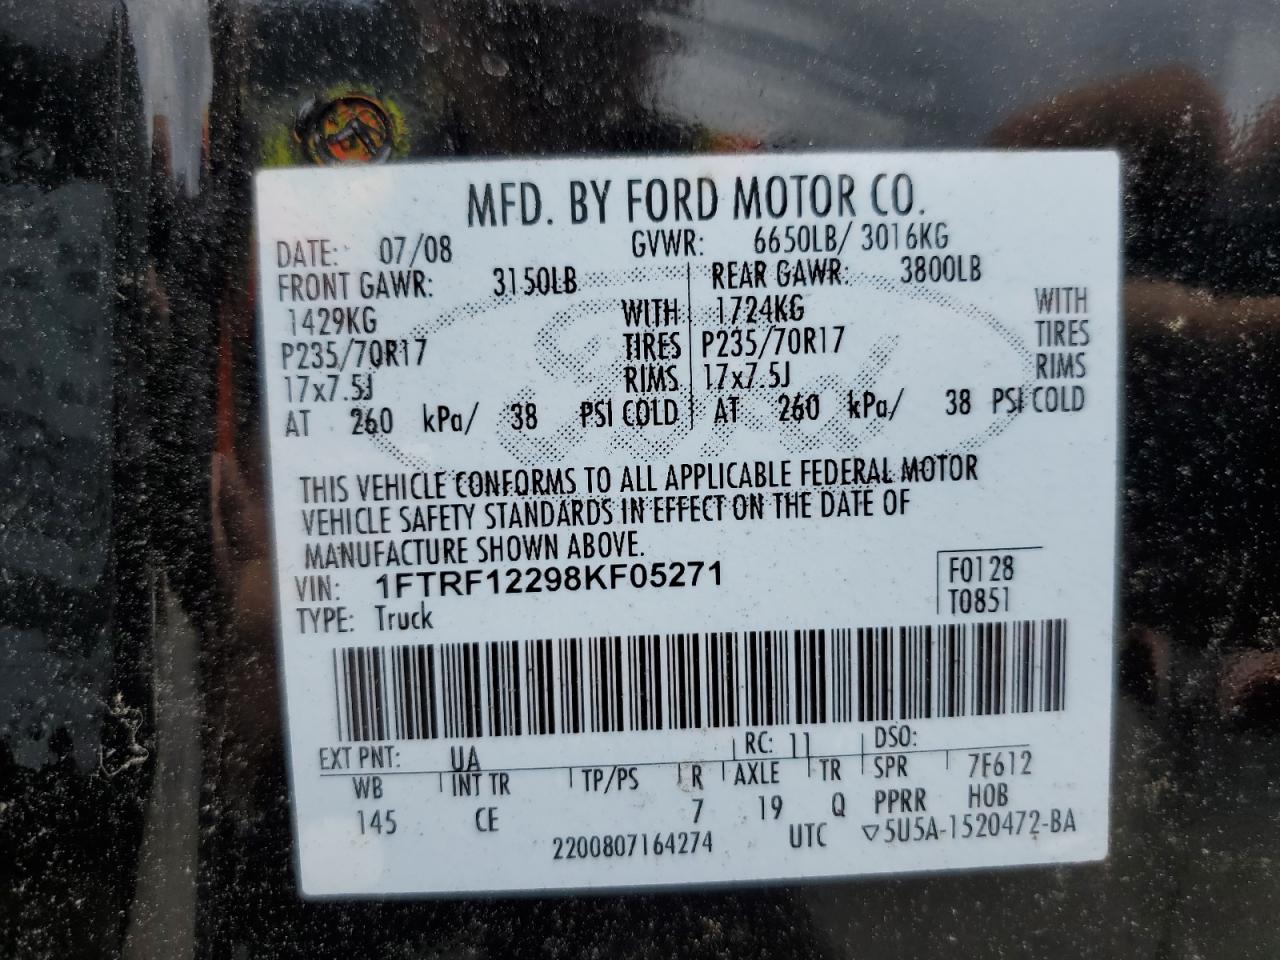 MFD. BY FORD MOTOR CO.
DATE: 07/08 GVWR: 6650LB/ 3016KG
FRONT GAWR: 3150LB REAR GAWR: 3800LB
1429KG WITH 1724KG WITH
P235/70R17 TIRES P235/70R17 TIRES
17x7.5J RIMS 17x7.5J RIMS
AT 260 kPa/ 38 PSI COLD AT 260 kPa/ 38 PSI COLD
THIS VEHICLE CONFORMS TO ALL APPLICABLE FEDERAL MOTOR
VEHICLE SAFETY STANDARDS IN EFFECT ON THE DATE OF
MANUFACTURE SHOWN ABOVE.
VIN: 1FTRF12298KF05271 F0128
TYPE: Truck T0851
EXT PNT: UA RC: 11 DSO:
WB INT TR TP/PS R AXLE TR SPR 7F612
145 CE 7 19 Q PPRR H0B
2200807164274 UTC ▽5U5A-1520472-BA
Ford